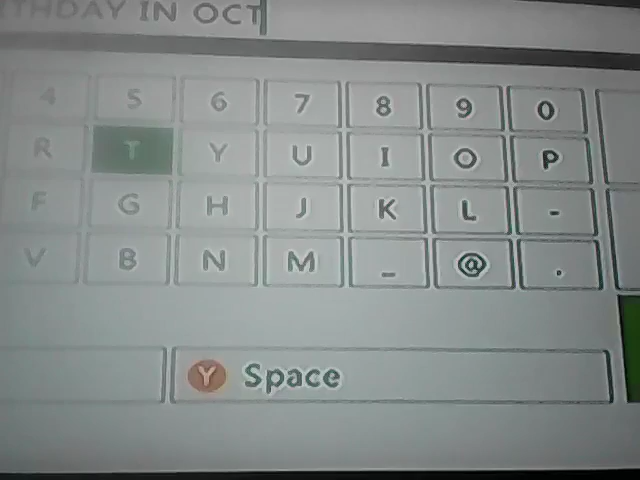 THDAY IN OCT
4 5 6 7 8 9 0
R T Y U I O P
F G H J K L -
V B N M _ @ .
Y Space